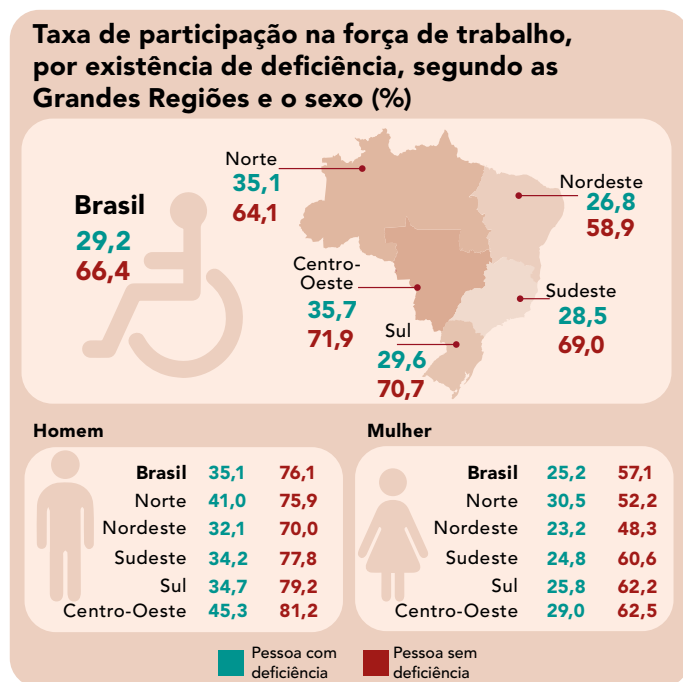 Taxa de participação na força de trabalho,
por existência de deficiência, segundo as
Grandes Regiões e o sexo (%)
Brasil
29,2
66,4
Norte
35,1
64,1
Nordeste
26,8
58,9
Centro-
Oeste
35,7
71,9
Sudeste
28,5
69,0
Sul
29,6
70,7
Homem
Brasil 35,1 76,1
Norte 41,0 75,9
Nordeste 32,1 70,0
Sudeste 34,2 77,8
Sul 34,7 79,2
Centro-Oeste 45,3 81,2
Mulher
Brasil 25,2 57,1
Norte 30,5 52,2
Nordeste 23,2 48,3
Sudeste 24,8 60,6
Sul 25,8 62,2
Centro-Oeste 29,0 62,5
Pessoa com
deficiência
Pessoa sem
deficiência